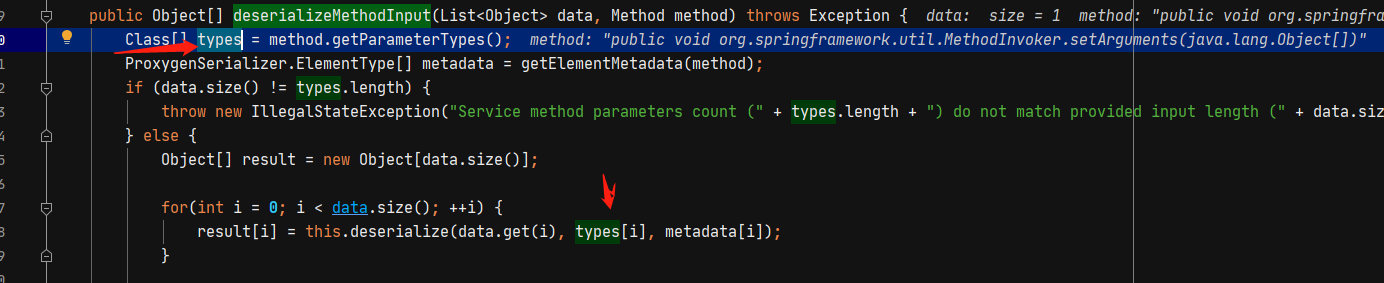 9 public Object[] deserializeMethodInput(List<Object> data, Method method) throws Exception { data: size = 1 method: "public void org.springfra
0 Class[] types = method.getParameterTypes(); method: "public void org.springframework.util.MethodInvoker.setArguments(java.lang.Object[])"
1 ProxygenSerializer.ElementType[] metadata = getElementMetadata(method);
2 if (data.size() != types.length) {
3 throw new IllegalStateException("Service method parameters count (" + types.length + ") do not match provided input length (" + data.siz
4 } else {
5 Object[] result = new Object[data.size()];
6
7 for(int i = 0; i < data.size(); ++i) {
8 result[i] = this.deserialize(data.get(i), types[i], metadata[i]);
9 }
0